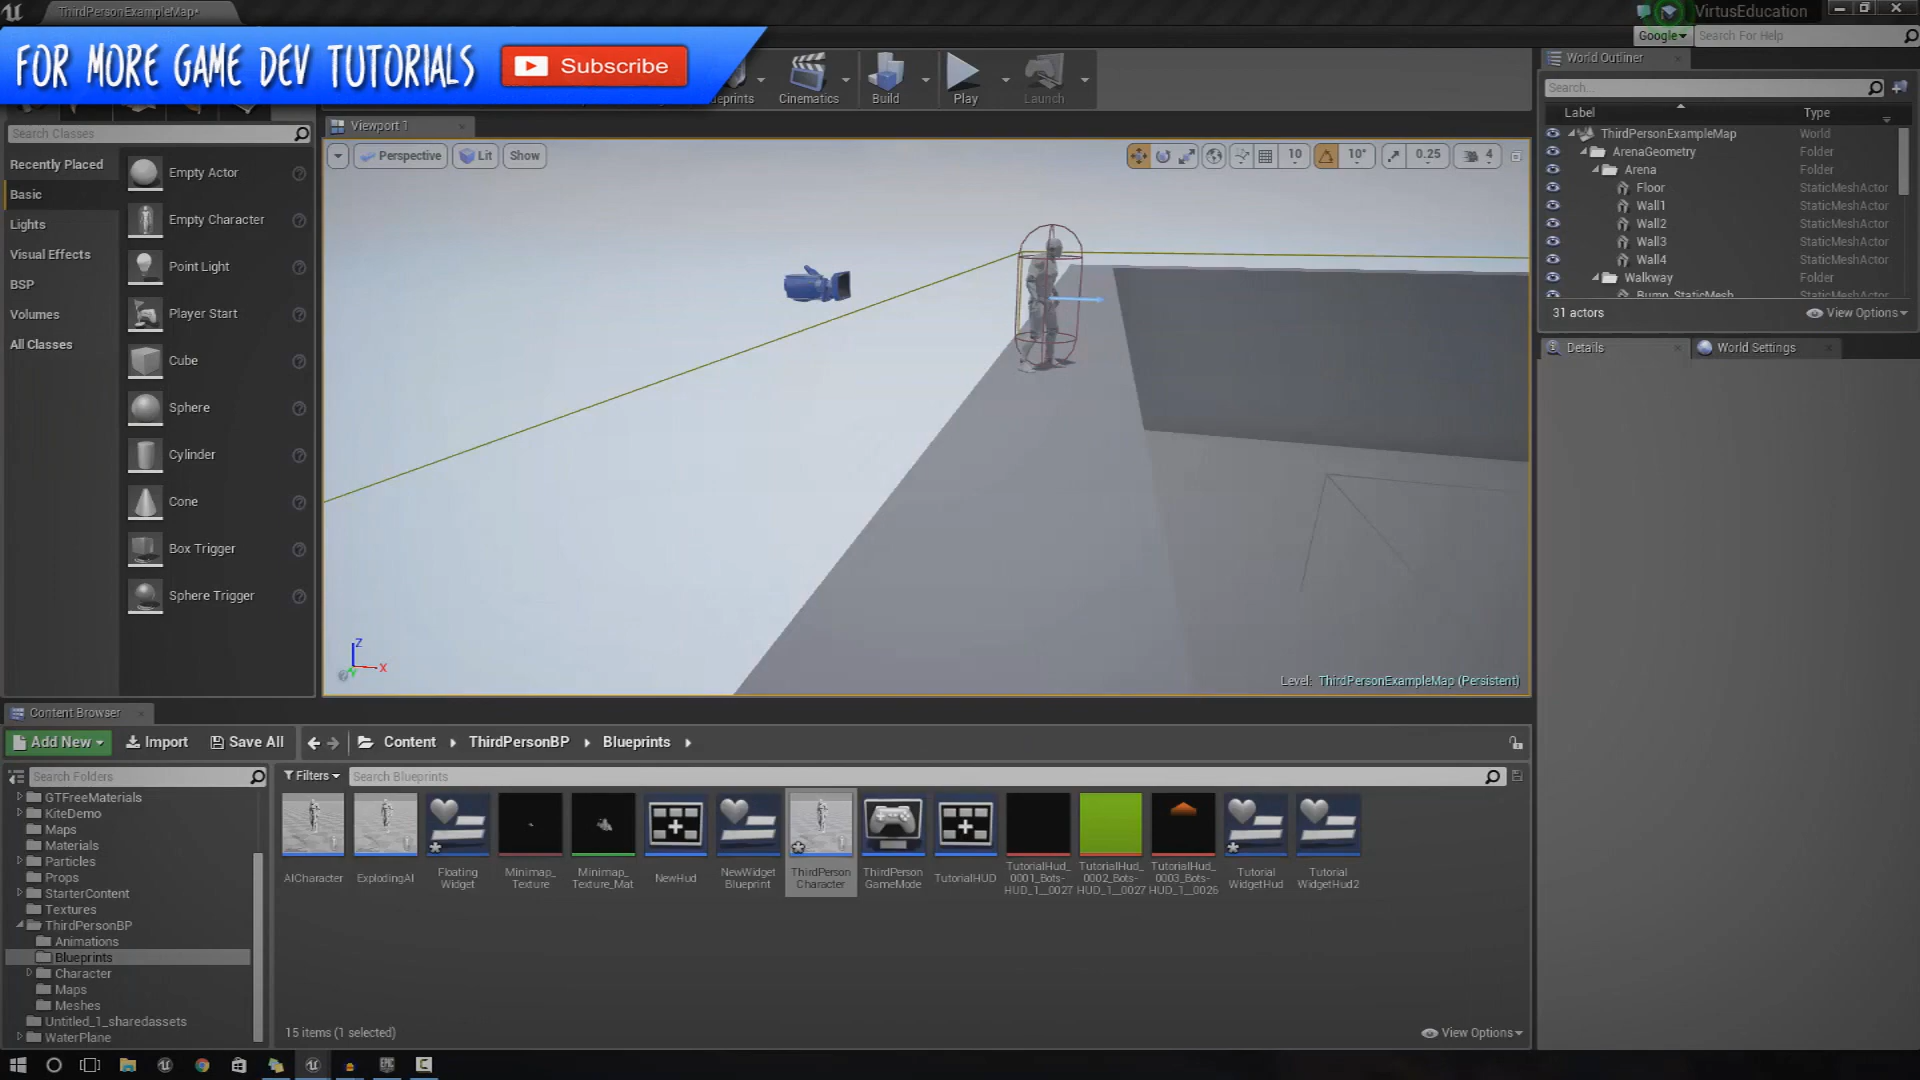 ThirdPersonExampleMap*
VirtusEducation
FOR MORE GAME DEV TUTORIALS
Subscribe
Cinematics
Build
Play
Launch
Google
Search For Help
World Outliner
Search...
Label
Type
ThirdPersonExampleMap
World
ArenaGeometry
Folder
Arena
Folder
Floor
StaticMeshActor
Wall1
StaticMeshActor
Wall2
StaticMeshActor
Wall3
StaticMeshActor
Wall4
StaticMeshActor
Walkway
Folder
Bump_StaticMesh
StaticMeshActor
31 actors
View Options
Details
World Settings
Search Classes
Recently Placed
Basic
Lights
Visual Effects
BSP
Volumes
All Classes
Empty Actor
Empty Character
Point Light
Player Start
Cube
Sphere
Cylinder
Cone
Box Trigger
Sphere Trigger
Viewport 1
Perspective
Lit
Show
10
10°
0.25
4
Z
X
Level: ThirdPersonExampleMap (Persistent)
Content Browser
Add New
Import
Save All
Content
ThirdPersonBP
Blueprints
Search Folders
Filters
Search Blueprints
GTFreeMaterials
KiteDemo
Maps
Materials
Particles
Props
StarterContent
Textures
ThirdPersonBP
Animations
Blueprints
Character
Maps
Meshes
Untitled_1_sharedassets
WaterPlane
AICharacter
ExplodingAI
Floating
Widget
Minimap_
Texture
Minimap_
Texture_Mat
NewHud
NewWidget
Blueprint
ThirdPerson
Character
ThirdPerson
GameMode
TutorialHUD
TutorialHud_
0001_Bots-
HUD_1__0027
TutorialHud_
0002_Bots-
HUD_1__0027
TutorialHud_
0003_Bots-
HUD_1__0026
Tutorial
WidgetHud
Tutorial
WidgetHud2
15 items (1 selected)
View Options
EPIC